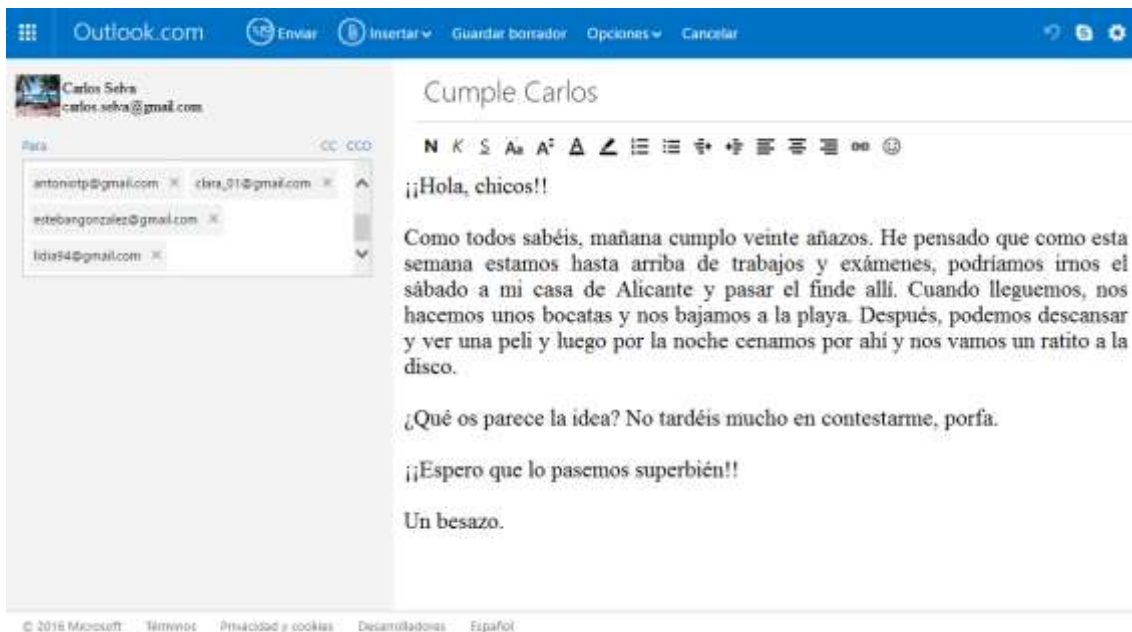 Outlook.com Enviar Insertar Guardar borrador Opciones Cancelar
Carlos Selva
carlos.selva@gmail.com
Cumple Carlos
Para CC CCO
N K S Aa A A
antoniotp@gmail.com clara_01@gmail.com
estebangonzalez@gmail.com
lidia94@gmail.com
¡¡Hola, chicos!!
Como todos sabéis, mañana cumplo veinte añazos. He pensado que como esta
semana estamos hasta arriba de trabajos y exámenes, podríamos irnos el
sábado a mi casa de Alicante y pasar el finde allí. Cuando lleguemos, nos
hacemos unos bocatas y nos bajamos a la playa. Después, podemos descansar
y ver una peli y luego por la noche cenamos por ahí y nos vamos un ratito a la
disco.
¿Qué os parece la idea? No tardéis mucho en contestarme, porfa.
¡¡Espero que lo pasemos superbién!!
Un besazo.
© 2016 Microsoft Términos Privacidad y cookies Desarrolladores Español